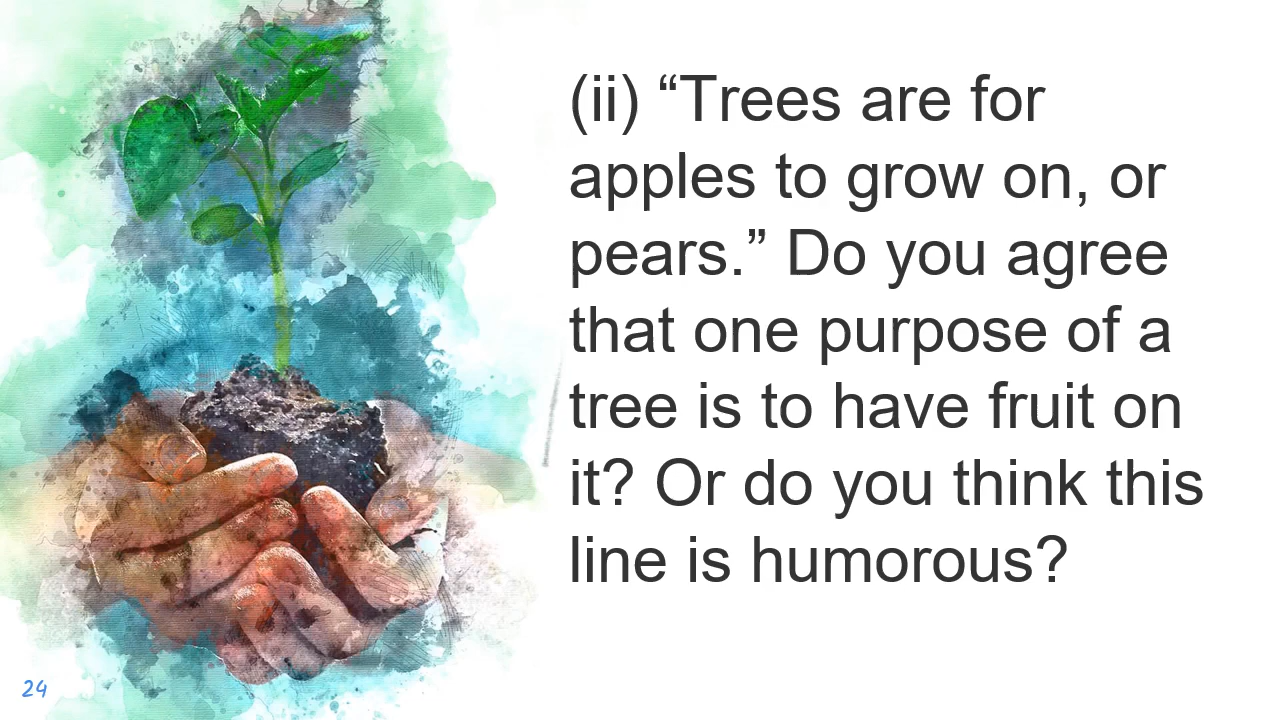 (ii) “Trees are for
apples to grow on, or
pears.” Do you agree
that one purpose of a
tree is to have fruit on
it? Or do you think this
line is humorous?
24